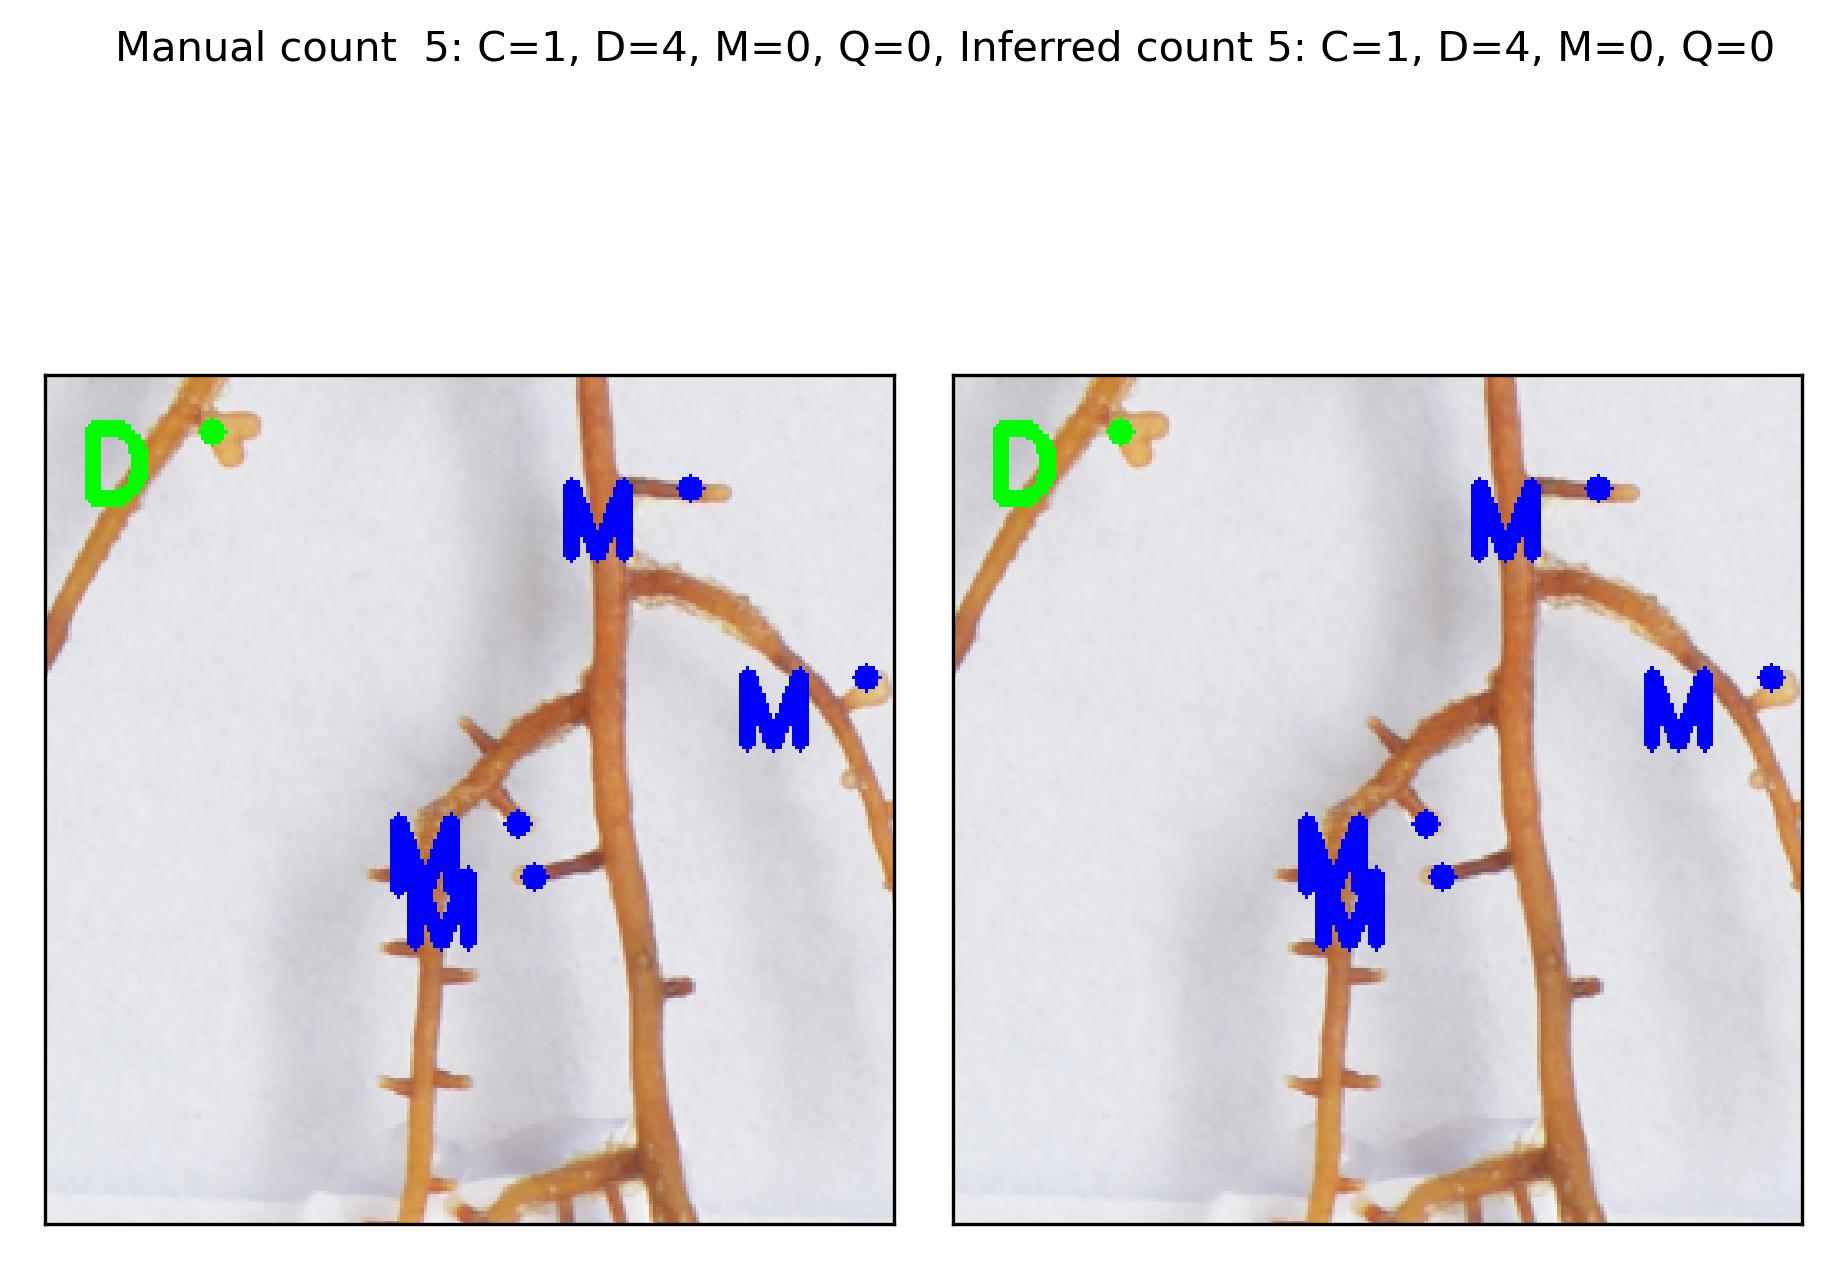 Manual count  5: C=1, D=4, M=0, Q=0, Inferred count 5: C=1, D=4, M=0, Q=0
D D
M M
M M
M M
M M